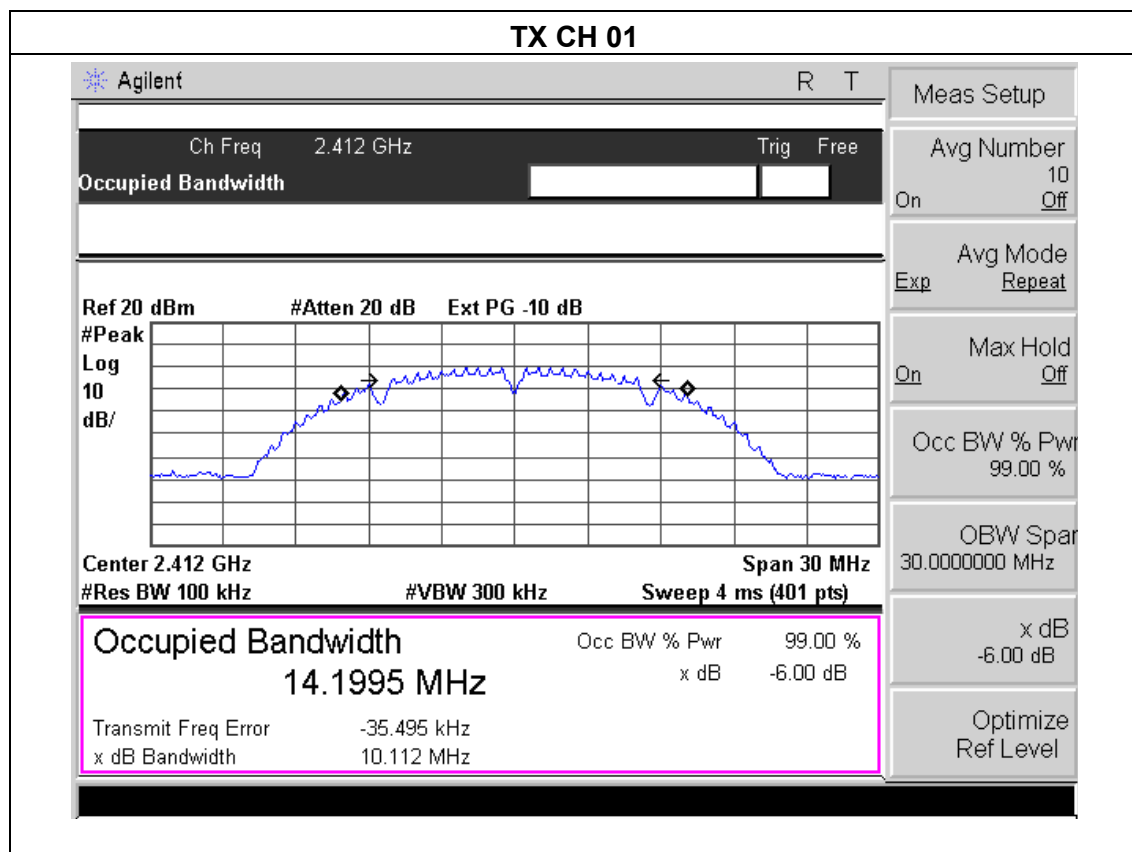 TX CH 01
Agilent R T
Meas Setup
Ch Freq 2.412 GHz Trig Free
Occupied Bandwidth
Avg Number
10
On Off
Avg Mode
Exp Repeat
Ref 20 dBm #Atten 20 dB Ext PG -10 dB
#Peak
Log
10
dB/
Max Hold
On Off
Occ BW % Pwr
99.00 %
OBW Span
30.0000000 MHz
Center 2.412 GHz Span 30 MHz
#Res BW 100 kHz #VBW 300 kHz Sweep 4 ms (401 pts)
Occupied Bandwidth Occ BW % Pwr 99.00 %
14.1995 MHz x dB -6.00 dB
Transmit Freq Error -35.495 kHz
x dB Bandwidth 10.112 MHz
x dB
-6.00 dB
Optimize
Ref Level